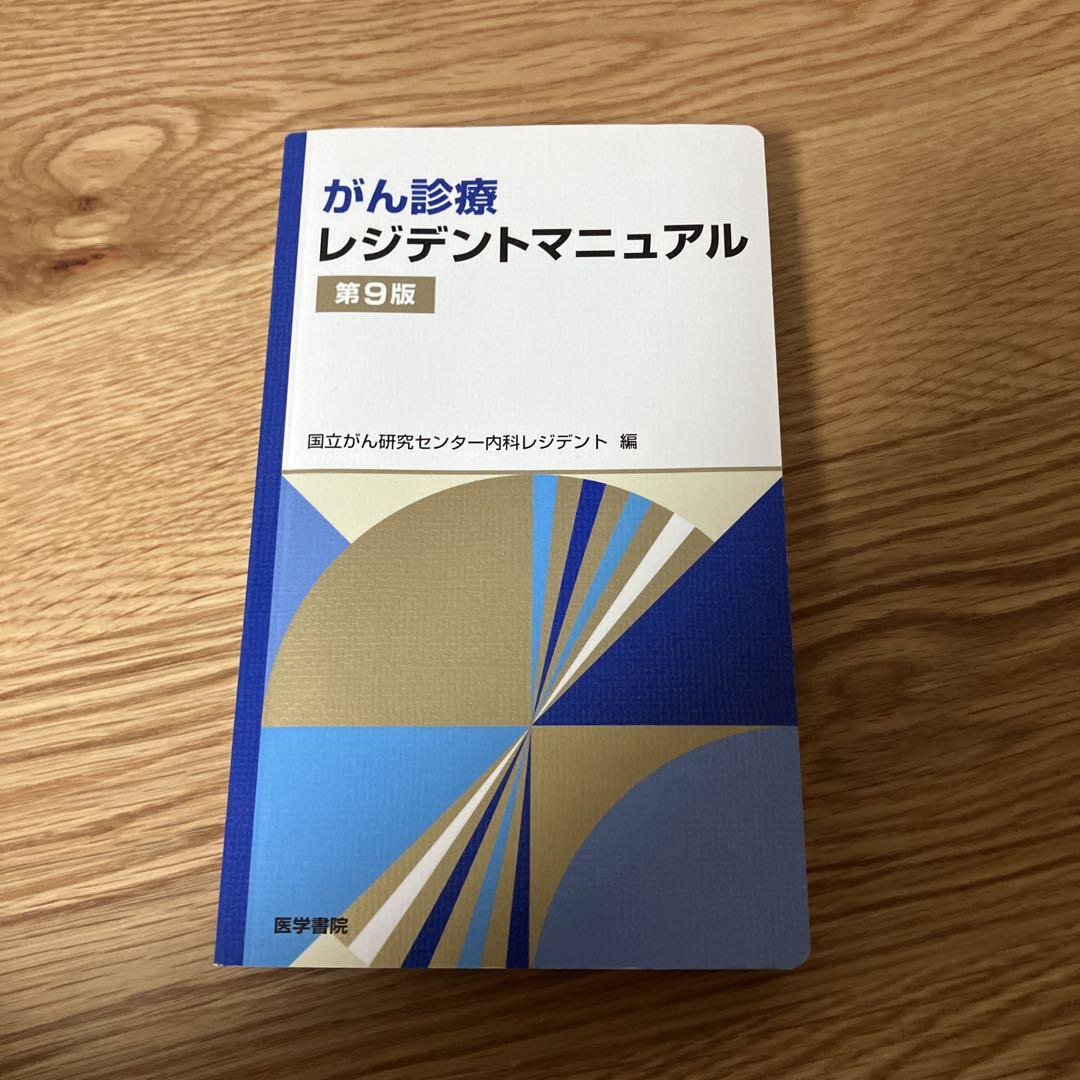 がん診療
レジデントマニュアル
第9版
国立がん研究センター内科レジデント 編
医学書院